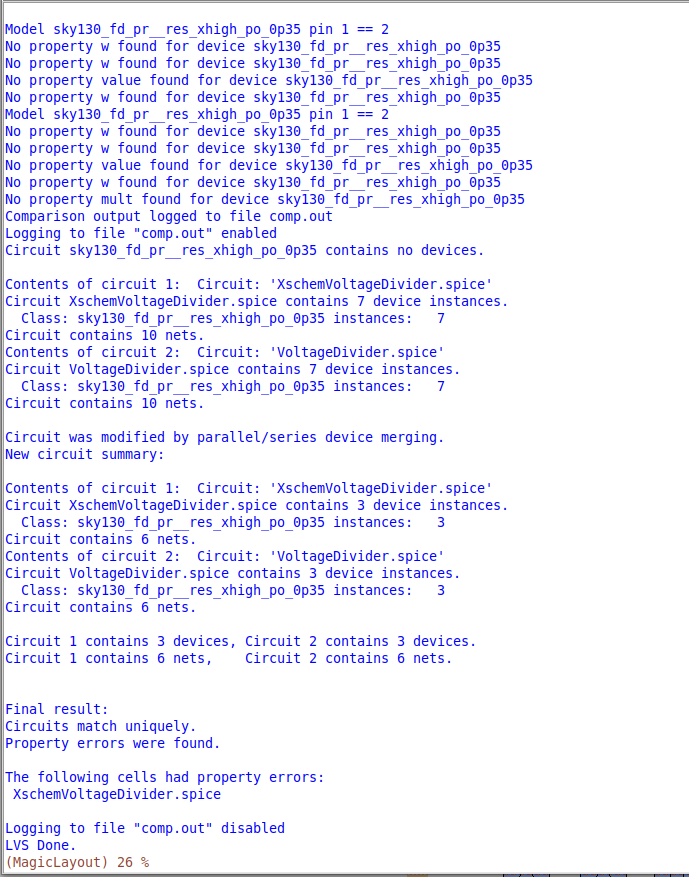 Model sky130_fd_pr__res_xhigh_po_0p35 pin 1 == 2
No property w found for device sky130_fd_pr__res_xhigh_po_0p35
No property w found for device sky130_fd_pr__res_xhigh_po_0p35
No property value found for device sky130_fd_pr__res_xhigh_po_0p35
No property w found for device sky130_fd_pr__res_xhigh_po_0p35
Model sky130_fd_pr__res_xhigh_po_0p35 pin 1 == 2
No property w found for device sky130_fd_pr__res_xhigh_po_0p35
No property w found for device sky130_fd_pr__res_xhigh_po_0p35
No property value found for device sky130_fd_pr__res_xhigh_po_0p35
No property w found for device sky130_fd_pr__res_xhigh_po_0p35
No property mult found for device sky130_fd_pr__res_xhigh_po_0p35
Comparison output logged to file comp.out
Logging to file "comp.out" enabled
Circuit sky130_fd_pr__res_xhigh_po_0p35 contains no devices.

Contents of circuit 1:  Circuit: 'XschemVoltageDivider.spice'
Circuit XschemVoltageDivider.spice contains 7 device instances.
  Class: sky130_fd_pr__res_xhigh_po_0p35 instances:   7
Circuit contains 10 nets.
Contents of circuit 2:  Circuit: 'VoltageDivider.spice'
Circuit VoltageDivider.spice contains 7 device instances.
  Class: sky130_fd_pr__res_xhigh_po_0p35 instances:   7
Circuit contains 10 nets.

Circuit was modified by parallel/series device merging.
New circuit summary:

Contents of circuit 1:  Circuit: 'XschemVoltageDivider.spice'
Circuit XschemVoltageDivider.spice contains 3 device instances.
  Class: sky130_fd_pr__res_xhigh_po_0p35 instances:   3
Circuit contains 6 nets.
Contents of circuit 2:  Circuit: 'VoltageDivider.spice'
Circuit VoltageDivider.spice contains 3 device instances.
  Class: sky130_fd_pr__res_xhigh_po_0p35 instances:   3
Circuit contains 6 nets.

Circuit 1 contains 3 devices, Circuit 2 contains 3 devices.
Circuit 1 contains 6 nets,    Circuit 2 contains 6 nets.

Final result:
Circuits match uniquely.
Property errors were found.

The following cells had property errors:
 XschemVoltageDivider.spice

Logging to file "comp.out" disabled
LVS Done.
(MagicLayout) 26 %